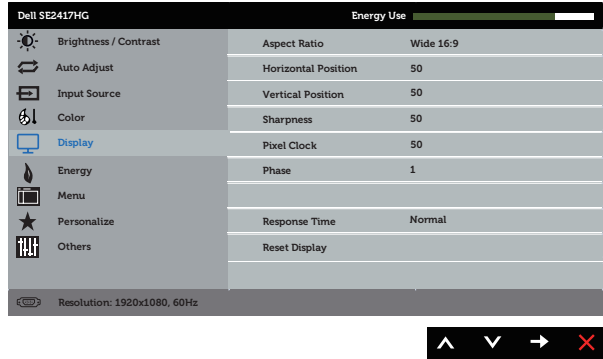 Dell SE2417HG Energy Use
Brightness / Contrast
Auto Adjust
Input Source
Color
Display
Energy
Menu
Personalize
Others
Aspect Ratio Wide 16:9
Horizontal Position 50
Vertical Position 50
Sharpness 50
Pixel Clock 50
Phase 1
Response Time Normal
Reset Display
Resolution: 1920x1080, 60Hz